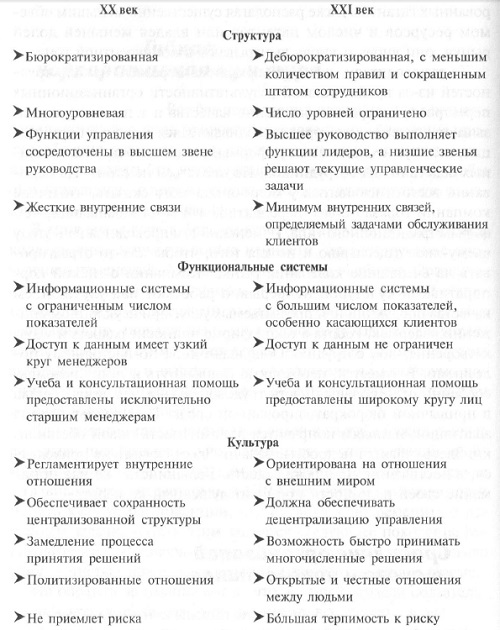 XX век
XXI век
Структура
➤ Бюрократизированная
➤ Дебюрократизированная, с меньшим
количеством правил и сокращенным
штатом сотрудников
➤ Многоуровневая
➤ Число уровней ограничено
➤ Функции управления
сосредоточены в высшем звене
руководства
➤ Высшее руководство выполняет
функции лидеров, а низшие звенья
решают текущие управленческие
задачи
➤ Жесткие внутренние связи
➤ Минимум внутренних связей,
определяемый задачами обслуживания
клиентов
Функциональные системы
➤ Информационные системы
с ограниченным числом
показателей
➤ Информационные системы
с большим числом показателей,
особенно касающихся клиентов
➤ Доступ к данным имеет узкий
круг менеджеров
➤ Доступ к данным не ограничен
➤ Учеба и консультационная помощь
предоставлены исключительно
старшим менеджерам
➤ Учеба и консультационная помощь
предоставлены широкому кругу лиц
Культура
➤ Регламентирует внутренние
отношения
➤ Ориентирована на отношения
с внешним миром
➤ Обеспечивает сохранность
централизованной структуры
➤ Должна обеспечивать
децентрализацию управления
➤ Замедление процесса
принятия решений
➤ Возможность быстро принимать
многоплановые решения
➤ Политизированные отношения
➤ Открытые и честные отношения
между людьми
➤ Не приемлет риска
➤ Бо́льшая терпимость к риску